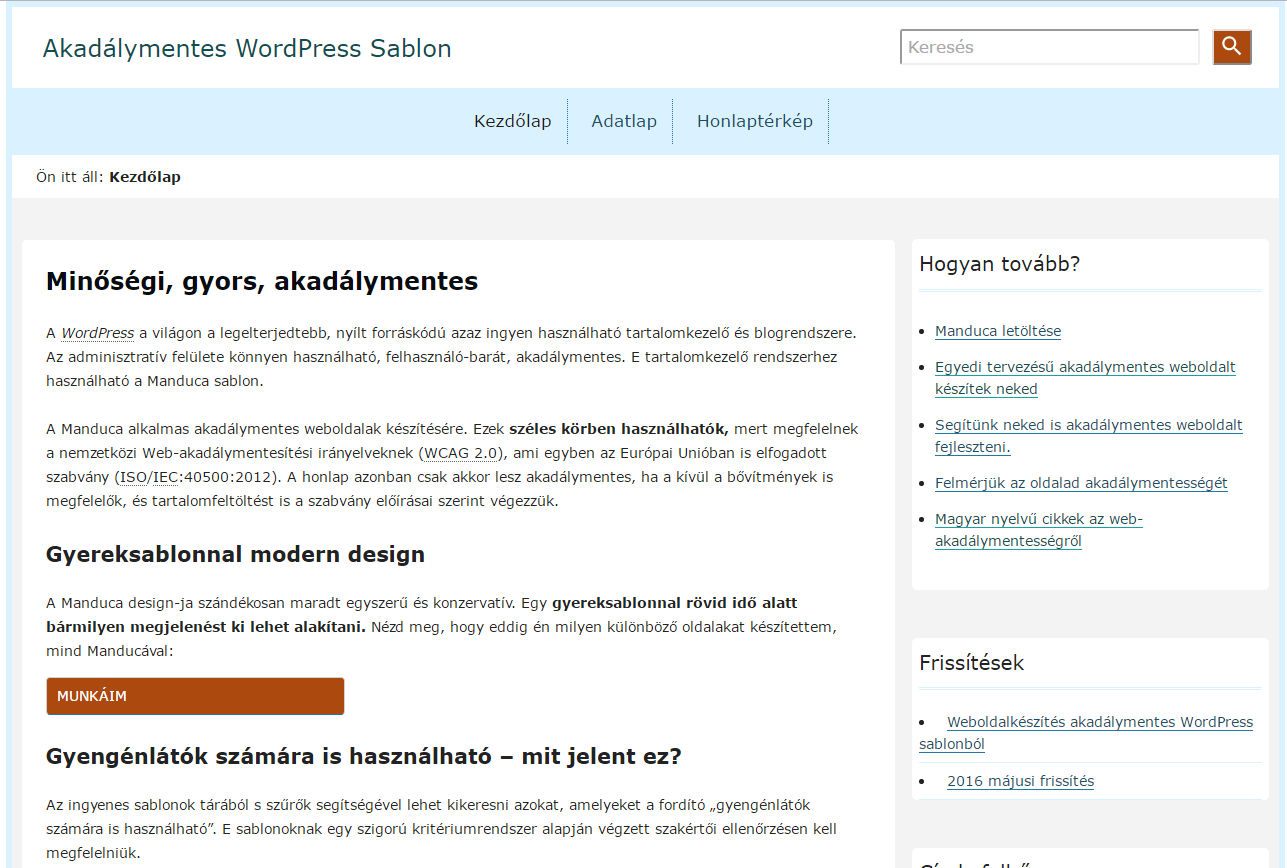 Akadálymentes WordPress Sablon
Keresés
Kezdőlap
Adatlap
Honlaptérkép
Ön itt áll: Kezdőlap
Minőségi, gyors, akadálymentes
A WordPress a világon a legelterjedtebb, nyílt forráskódú azaz ingyen használható tartalomkezelő és blogrendszere.
Az adminisztratív felülete könnyen használható, felhasználó-barát, akadálymentes. E tartalomkezelő rendszerhez
használható a Manduca sablon.
A Manduca alkalmas akadálymentes weboldalak készítésére. Ezek széles körben használhatók, mert megfelelnek
a nemzetközi Web-akadálymentesítési irányelveknek (WCAG 2.0), ami egyben az Európai Unióban is elfogadott
szabvány (ISO/IEC:40500:2012). A honlap azonban csak akkor lesz akadálymentes, ha a kívül a bővítmények is
megfelelők, és tartalomfeltöltést is a szabvány előírásai szerint végezzük.
Gyereksablonnal modern design
A Manduca design-ja szándékosan maradt egyszerű és konzervatív. Egy gyereksablonnal rövid idő alatt
bármilyen megjelenést ki lehet alakítani. Nézd meg, hogy eddig én milyen különböző oldalakat készítettem,
mind Manducával:
MUNKÁIM
Gyengénlátók számára is használható – mit jelent ez?
Az ingyenes sablonok tárából s szűrők segítségével lehet kikeresni azokat, amelyeket a fordító „gyengénlátók
számára is használható”. E sablonoknak egy szigorú kritériumrendszer alapján végzett szakértői ellenőrzésen kell
megfelelniük.
Hogyan tovább?
Manduca letöltése
Egyedi tervezésű akadálymentes weboldalt
készítek neked
Segítünk neked is akadálymentes weboldalt
fejleszteni.
Felmérjük az oldalad akadálymentességét
Magyar nyelvű cikkek az web-
akadálymentességről
Frissítések
Weboldalkészítés akadálymentes WordPress
sablonból
2016 májusi frissítés